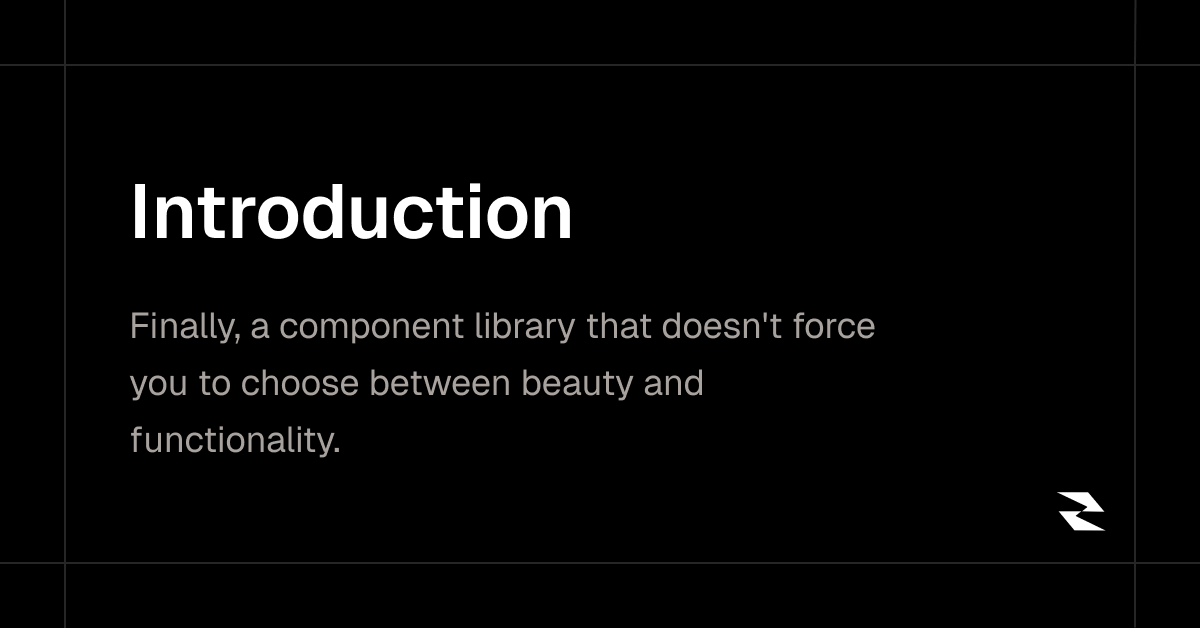 Introduction
Finally, a component library that doesn't force
you to choose between beauty and
functionality.